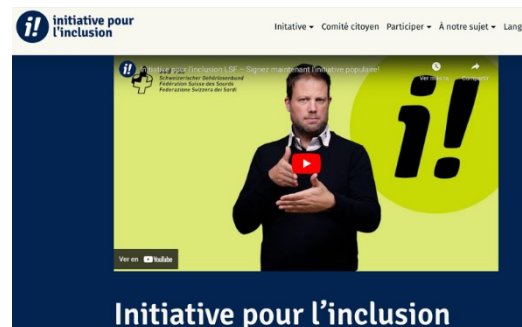 i! initiative pour
l'inclusion
Initative Comité citoyen Participer À notre sujet Lang
i! Initiative pour l'inclusion LSF – Signez maintenant l'initiative populaire!
Schweizerischer Gehörlosenbund
Fédération Suisse des Sourds
Federazione Svizzera dei Sordi
Compartir
i!
Ver en YouTube
Initiative pour l'inclusion